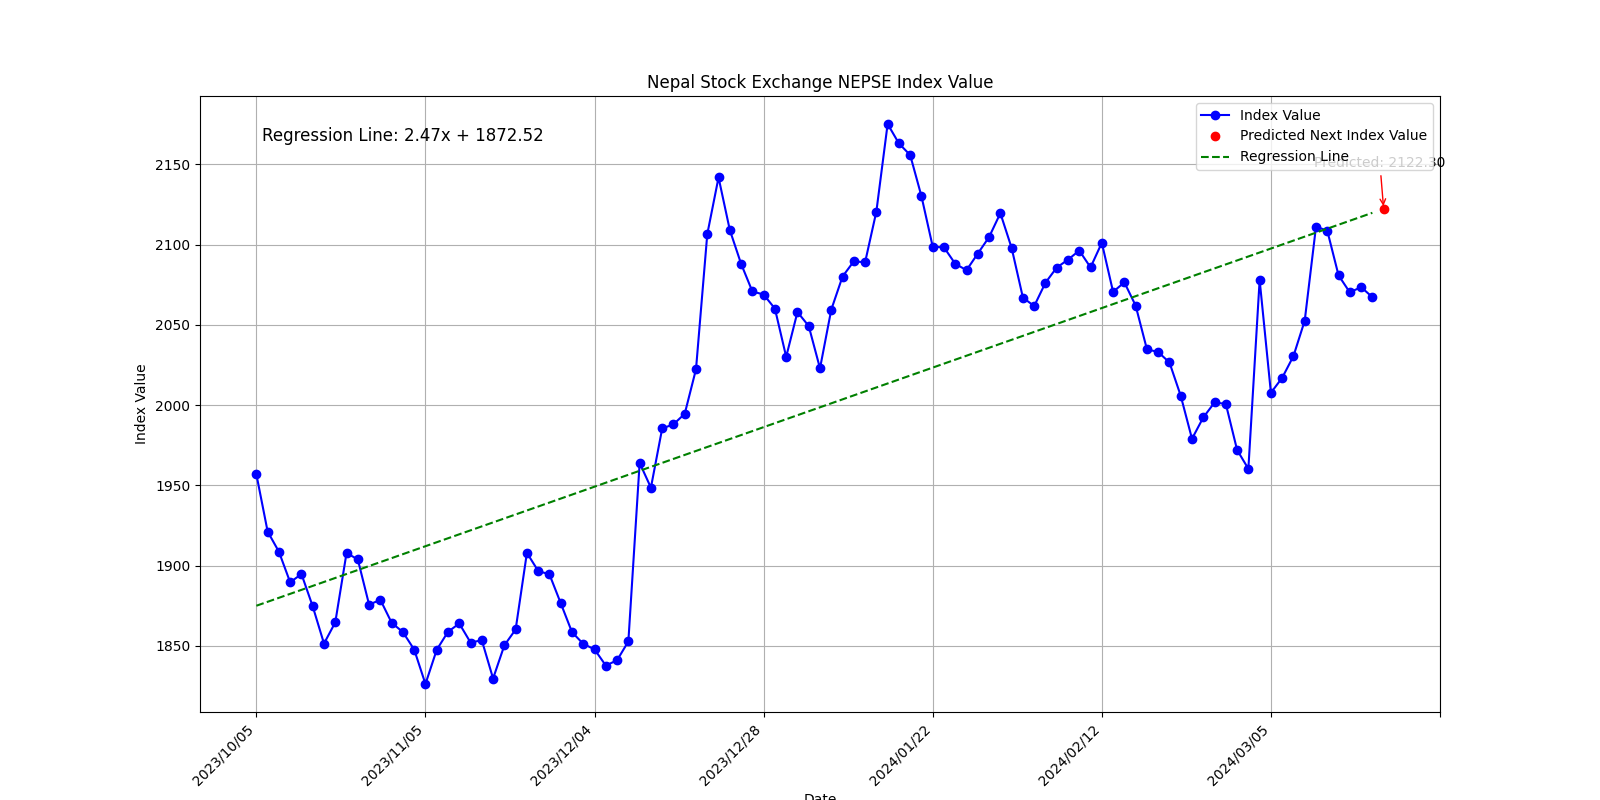 Nepal Stock Exchange NEPSE Index Value
Regression Line: 2.47x + 1872.52
Index Value
Predicted Next Index Value
Regression Line
Predicted: 2122.30
2150
2100
2050
2000
1950
1900
1850
Index Value
2023/10/05
2023/11/05
2023/12/04
2023/12/28
2024/01/22
2024/02/12
2024/03/05
Date